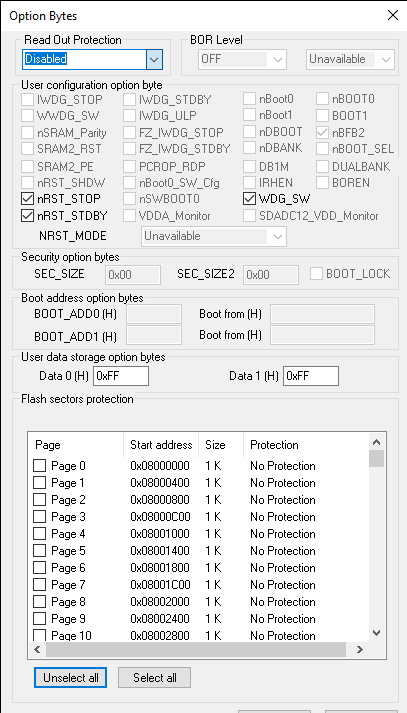 Option Bytes
Read Out Protection
Disabled
BOR Level
OFF
Unavailable
User configuration option byte
IWDG_STOP IWDG_STDBY nBoot0 nBOOT0
WWDG_SW IWDG_ULP nBoot1 BOOT1
nSRAM_Parity FZ_IWDG_STOP nDBOOT nBFB2
SRAM2_RST FZ_IWDG_STDBY nDBANK nBOOT_SEL
SRAM2_PE PCROP_RDP DB1M DUALBANK
nRST_SHDW nBoot0_SW_Cfg IRHEN BOREN
nRST_STOP nSWBOOT0 WDG_SW
nRST_STDBY VDDA_Monitor SDADC12_VDD_Monitor
NRST_MODE Unavailable
Security option bytes
SEC_SIZE 0x00 SEC_SIZE2 0x00 BOOT_LOCK
Boot address option bytes
BOOT_ADD0 (H) Boot from (H)
BOOT_ADD1 (H) Boot from (H)
User data storage option bytes
Data 0 (H) 0xFF Data 1 (H) 0xFF
Flash sectors protection
Page Start address Size Protection
Page 0 0x08000000 1 K No Protection
Page 1 0x08000400 1 K No Protection
Page 2 0x08000800 1 K No Protection
Page 3 0x08000C00 1 K No Protection
Page 4 0x08001000 1 K No Protection
Page 5 0x08001400 1 K No Protection
Page 6 0x08001800 1 K No Protection
Page 7 0x08001C00 1 K No Protection
Page 8 0x08002000 1 K No Protection
Page 9 0x08002400 1 K No Protection
Page 10 0x08002800 1 K No Protection
Unselect all Select all